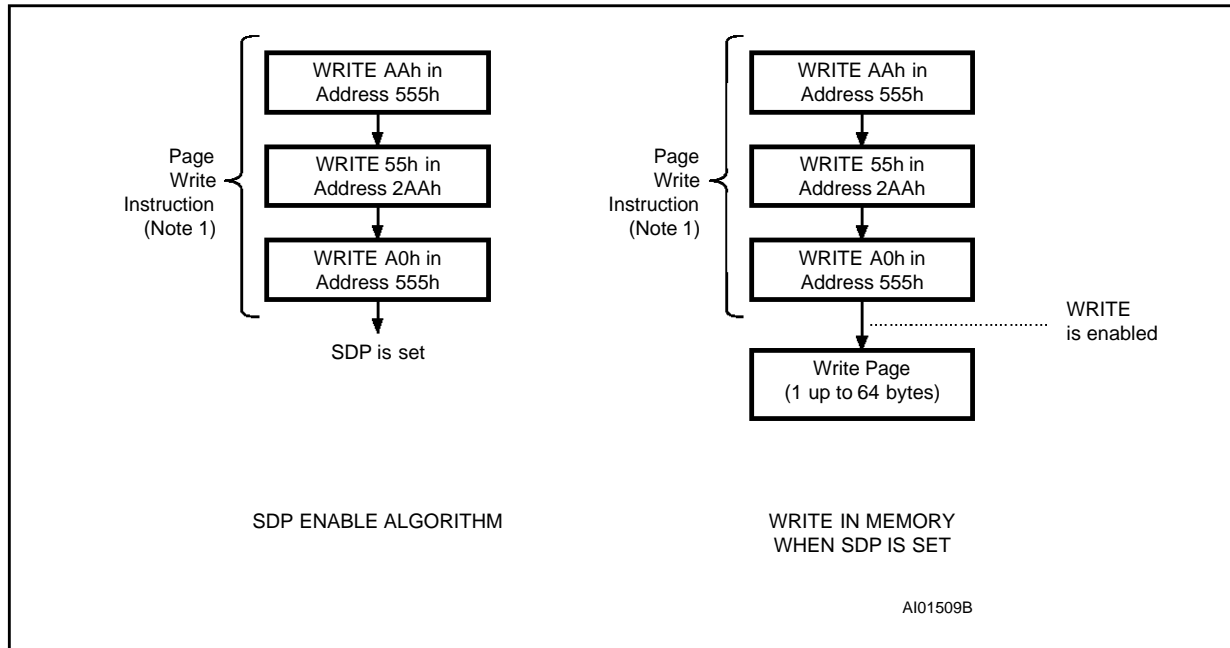 WRITE AAh in
Address 555h
WRITE 55h in
Address 2AAh
WRITE A0h in
Address 555h
Page
Write
Instruction
(Note 1)
SDP is set
SDP ENABLE ALGORITHM
WRITE AAh in
Address 555h
WRITE 55h in
Address 2AAh
WRITE A0h in
Address 555h
Page
Write
Instruction
(Note 1)
WRITE
is enabled
Write Page
(1 up to 64 bytes)
WRITE IN MEMORY
WHEN SDP IS SET
AI01509B